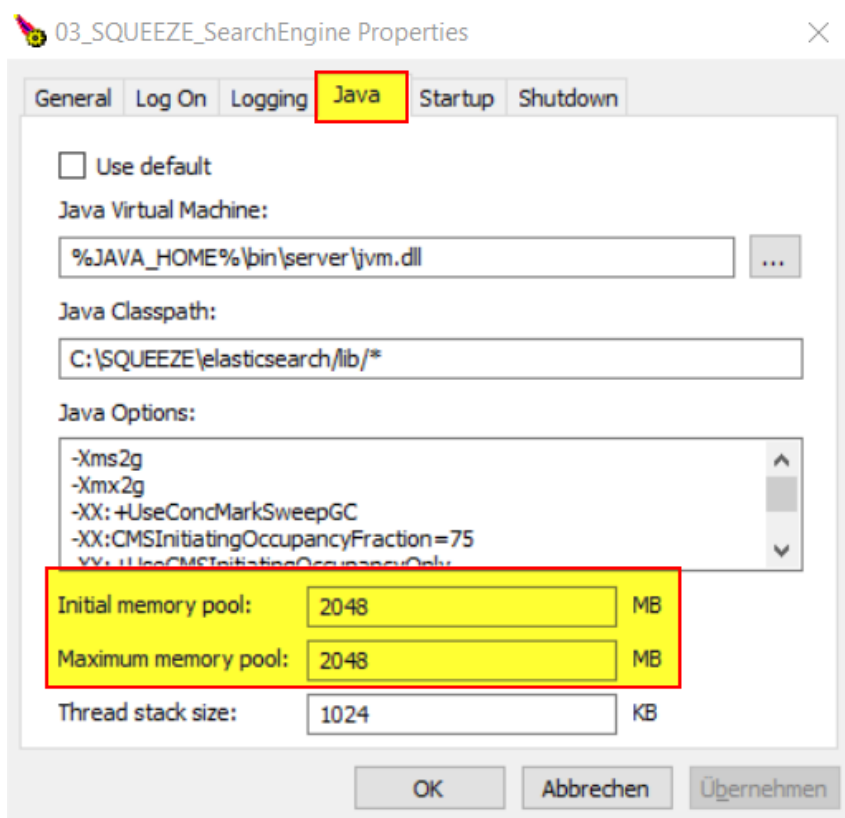 03_SQUEEZE_SearchEngine Properties
General Log On Logging Java Startup Shutdown
Use default
Java Virtual Machine:
%JAVA_HOME%\bin\server\jvm.dll ...
Java Classpath:
C:\SQUEEZE\elasticsearch/lib/*
Java Options:
-Xms2g
-Xmx2g
-XX:+UseConcMarkSweepGC
-XX:CMSInitiatingOccupancyFraction=75
-XX:+UseCMSInitiatingOccupancyOnly
Initial memory pool: 2048 MB
Maximum memory pool: 2048 MB
Thread stack size: 1024 KB
OK Abbrechen Übernehmen